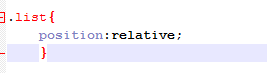 .list{
position:relative;
}